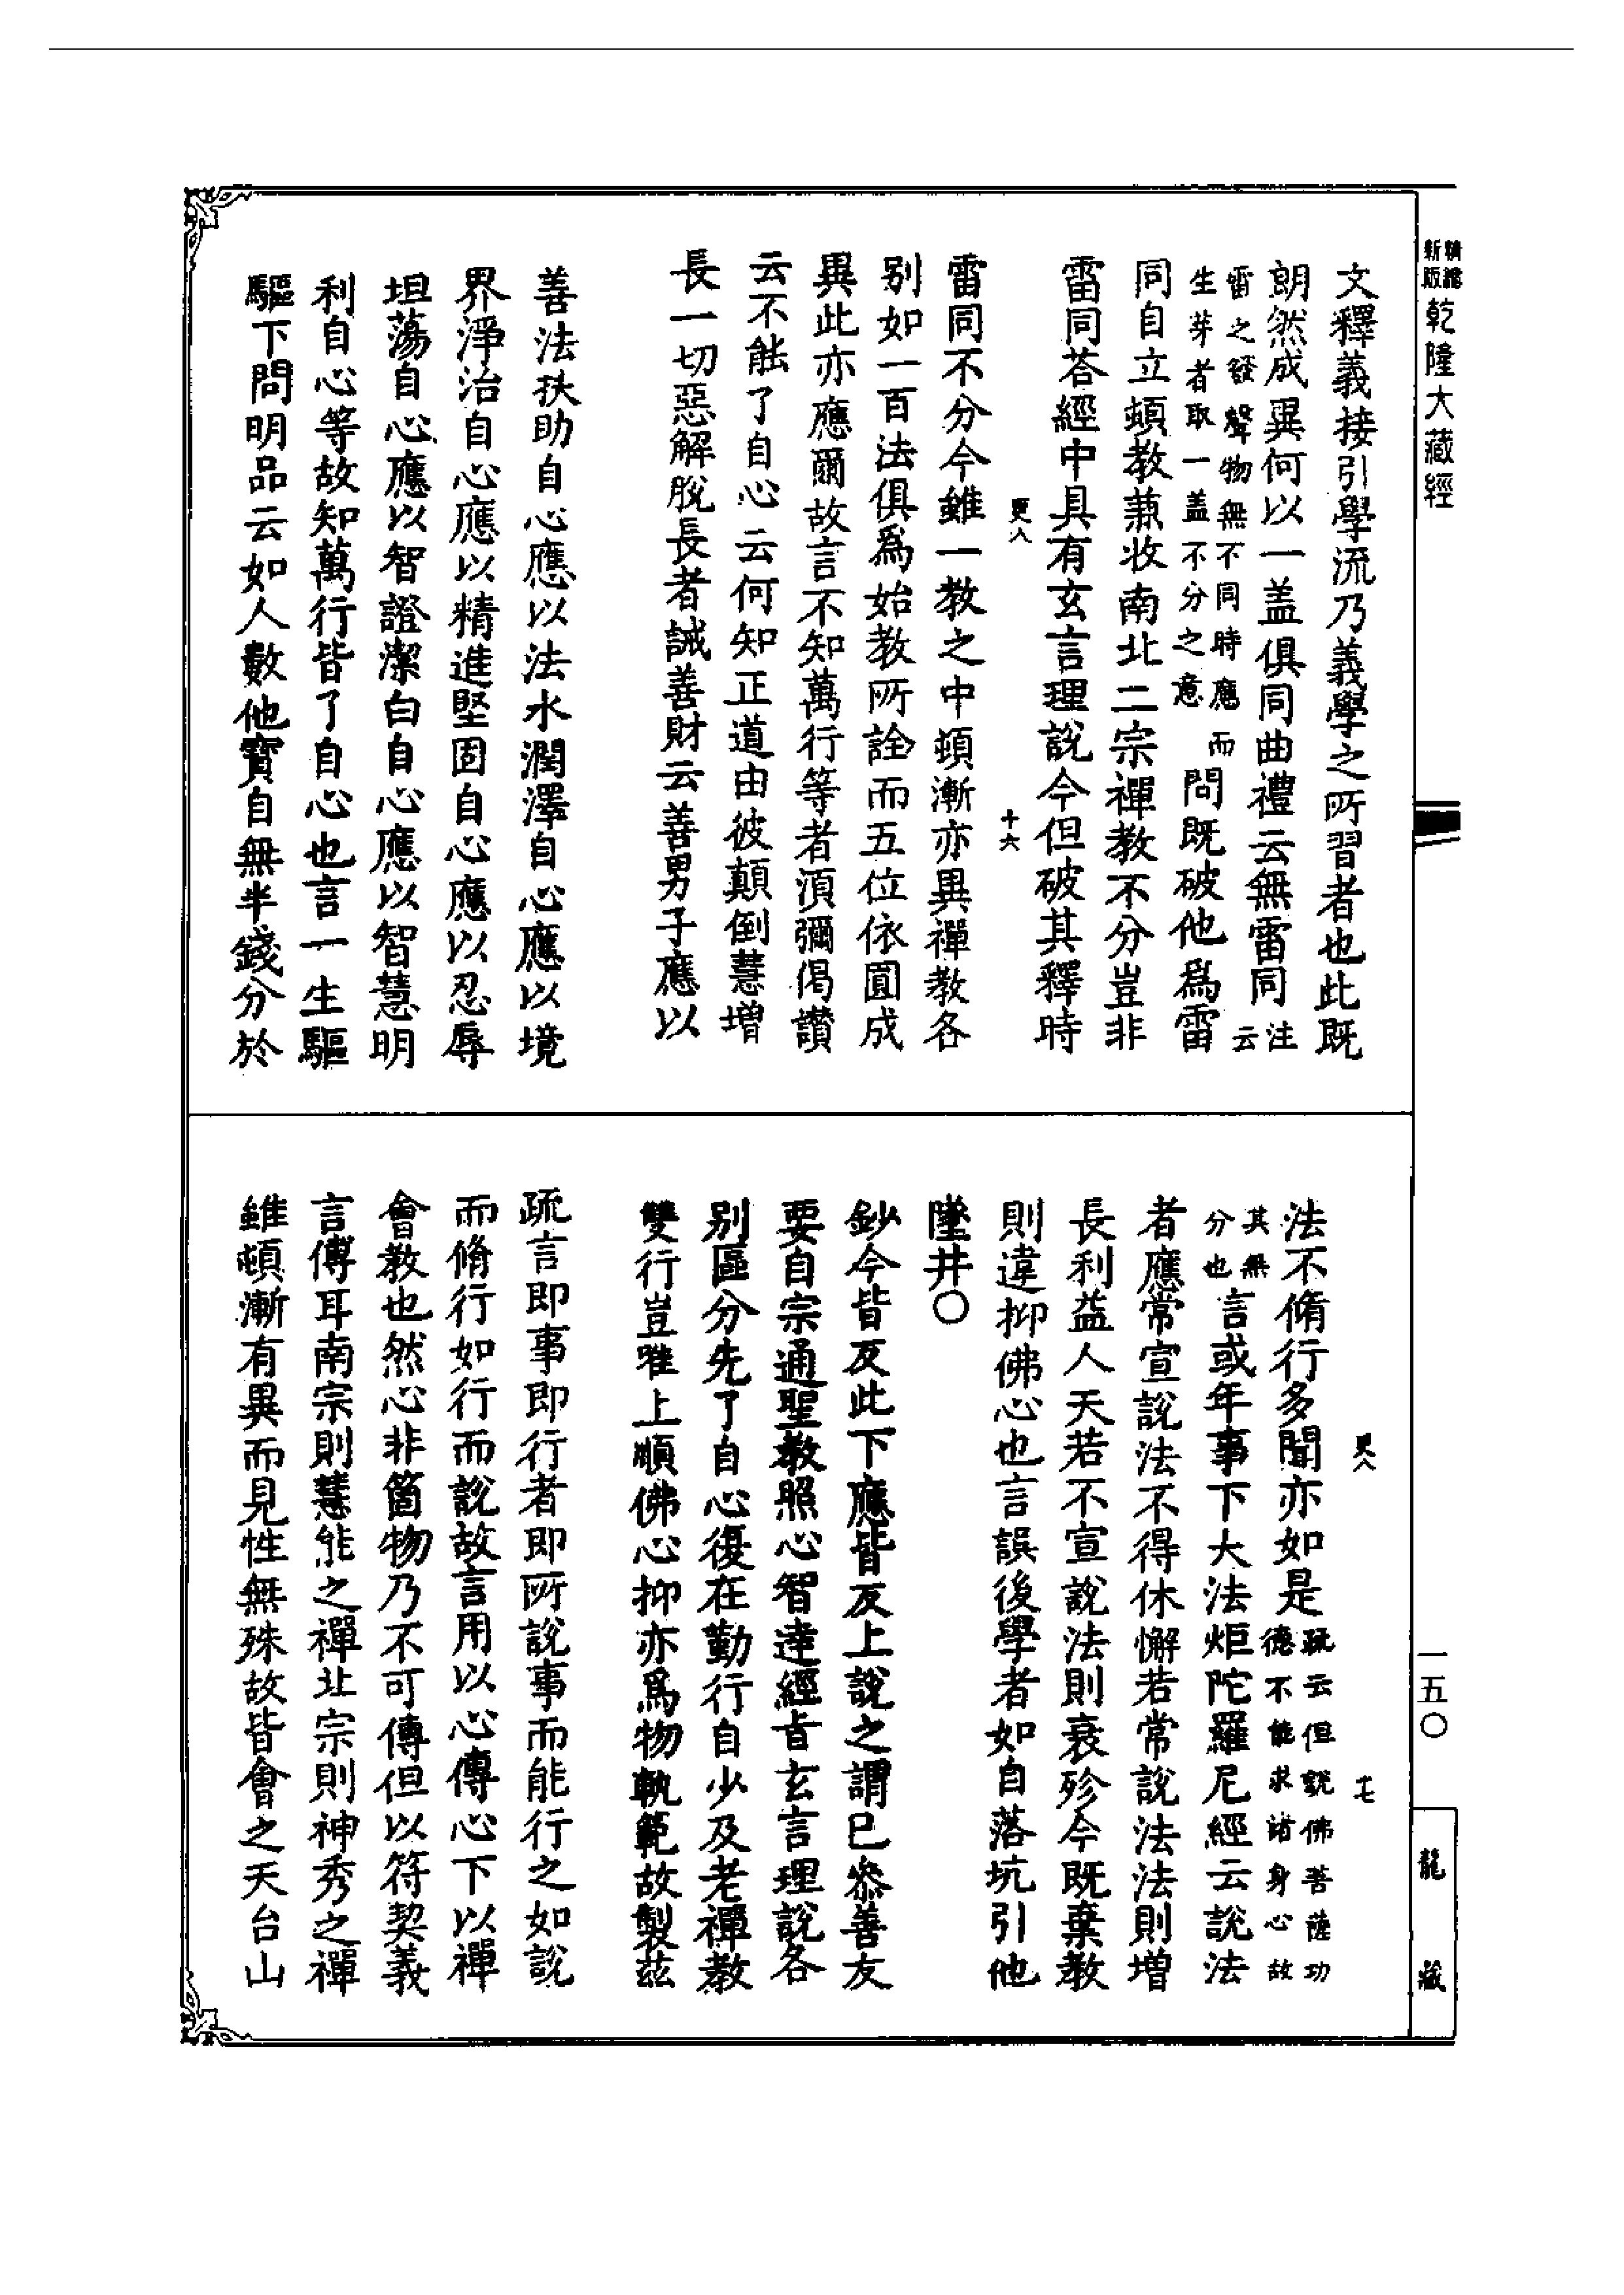 精縮新版乾隆大藏經
文釋義接引學流乃義學之所習者也此既
朗然成異何以一盖俱同曲禮云無雷同注云
雷之發聲物無不同時應而
生芽者取一盖不分之意問既破他爲雷
同自立頓教兼收南北二宗禪教不分豈非
雷同荅經中具有玄言理說今但破其釋時
更八 十六
雷同不分今雖一教之中頓漸亦異禪教各
别如一百法俱爲始教所詮而五位依圓成
異此亦應爾故言不知萬行等者須彌偈讚
云不能了自心云何知正道由彼顛倒慧增
長一切惡解脫長者誡善財云善男子應以
善法扶助自心應以法水潤澤自心應以境
界淨治自心應以精進堅固自心應以忍辱
坦蕩自心應以智證潔白自心應以智慧明
利自心等故知萬行皆了自心也言一生驅
驅下問明品云如人數他寶自無半錢分於
更八 十七
法不脩行多聞亦如是疏云但說佛菩薩功德不能求諸身心故
其無分也言或年事下大法炬陀羅尼經云說法
者應常宣說法不得休懈若常說法法則增
長利益人天若不宣說法則衰殄今既棄教
則違抑佛心也言誤後學者如自落坑引他
墜井〇
鈔今皆反此下應皆反上說之謂已叅善友
要自宗通聖教照心智達經旨玄言理說各
别區分先了自心復在勤行自少及老禪教
雙行豈唯上順佛心抑亦爲物軌範故製茲
疏言即事即行者即所說事而能行之如說
而脩行如行而說故言用以心傳心下以禪
會教也然心非箇物乃不可傳但以符契義
言傳耳南宗則慧能之禪北宗則神秀之禪
雖頓漸有異而見性無殊故皆會之天台山
一五〇
龍藏